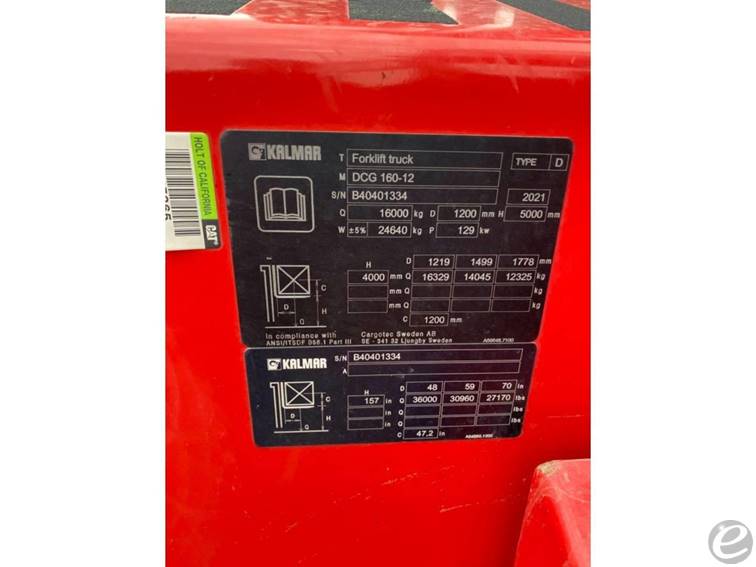 HOLT OF CALIFORNIA
CAT
KALMAR
T Forklift truck TYPE D
M DCG 160-12
S/N B40401334 2021
Q 16000 kg D 1200 mm H 5000 mm
W ±5% 24640 kg P 129 kw
H D 1219 1499 1778 mm
4000 mm Q 16329 14045 12325 kg
mm Q kg
mm Q kg
C 1200 mm
D C H Q
In compliance with Cargotec Sweden AB
ANSI/ITSDF B56.1 Part III SE - 341 32 Ljungby Sweden
KALMAR
S/N B40401334
A
H D 48 59 70 in
157 in Q 36000 30960 27170 lbs
in Q lbs
in Q lbs
C 47.2 in
D C H Q
e